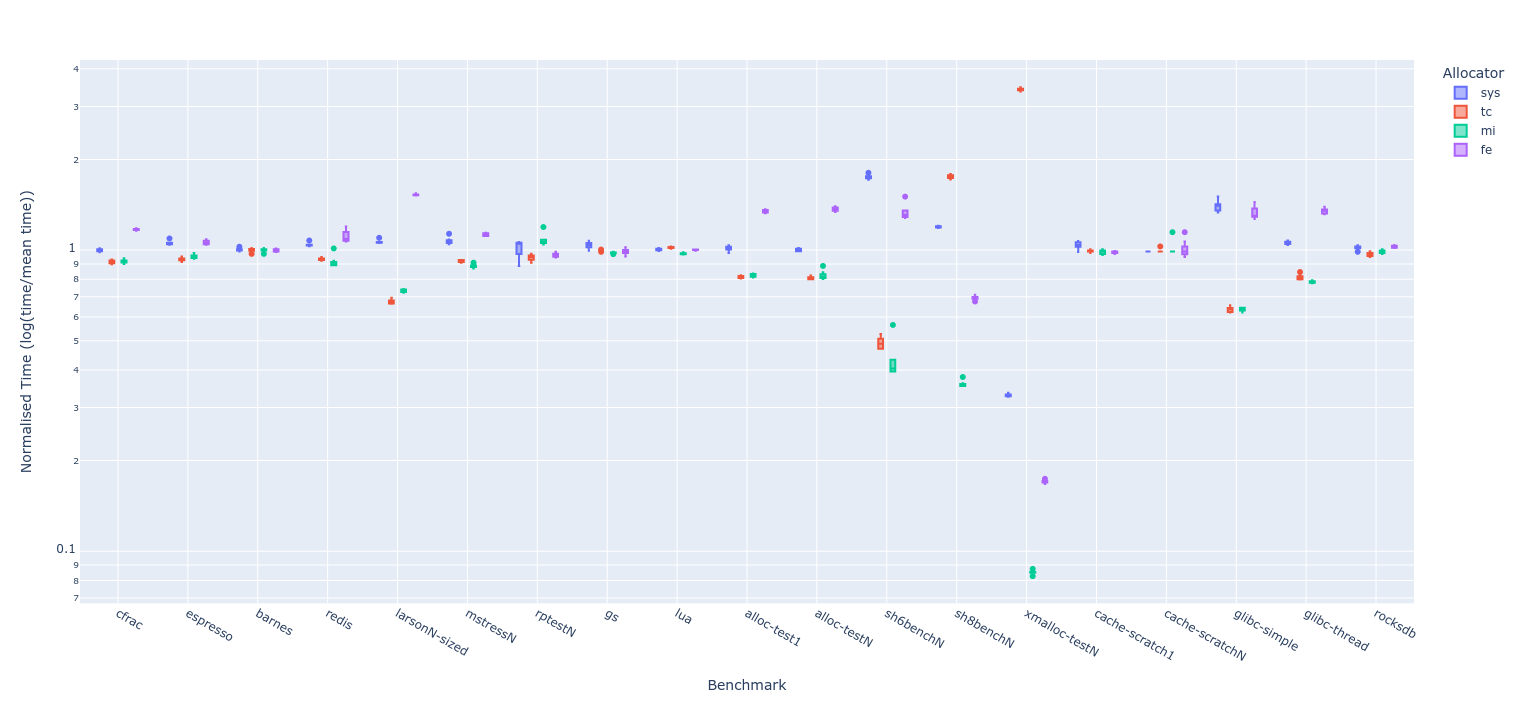 Allocator
sys
tc
mi
fe
Normalised Time (log(time/mean time))
4
3
2
1
9
8
7
6
5
4
3
2
0.1
9
8
7
cfrac
espresso
barnes
redis
larsonN-sized
mstressN
rptestN
gs
lua
alloc-test1
alloc-testN
sh6benchN
sh8benchN
xmalloc-testN
cache-scratch1
cache-scratchN
glibc-simple
glibc-thread
rocksdb
Benchmark